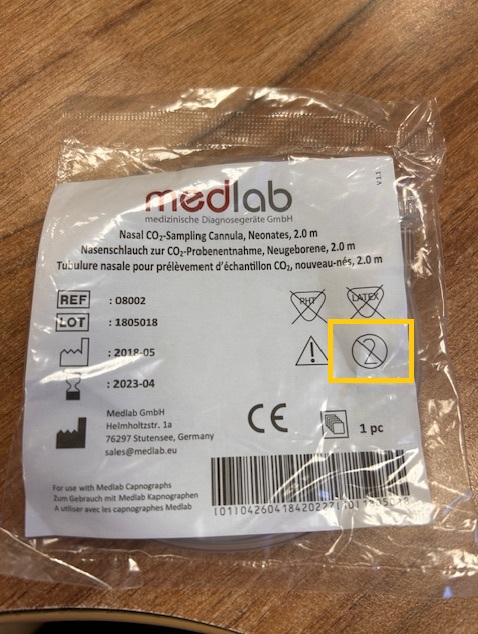 medlab
medizinische Diagnosegeräte GmbH
V1.1
Nasal CO₂-Sampling Cannula, Neonates, 2.0 m
Nasenschlauch zur CO₂-Probenentnahme, Neugeborene, 2.0 m
Tubulure nasale pour prélèvement d'échantillon CO₂, nouveau-nés, 2.0 m
REF : 08002
PHT LATEX
LOT : 1805018
: 2018-05
2
: 2023-04
Medlab GmbH
Helmholtzstr. 1a
76297 Stutensee, Germany
sales@medlab.eu
CE
1 pc
For use with Medlab Capnographs
Zum Gebrauch mit Medlab Kapnographen
A utiliser avec les capnographes Medlab